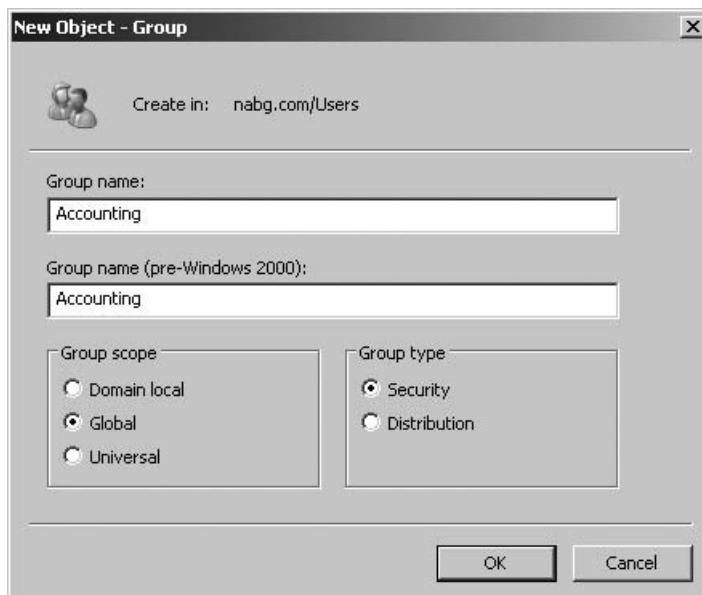 New Object - Group
Create in: nabg.com/Users
Group name:
Accounting
Group name (pre-Windows 2000):
Accounting
Group scope
Domain local
Global
Universal
Group type
Security
Distribution
OK Cancel